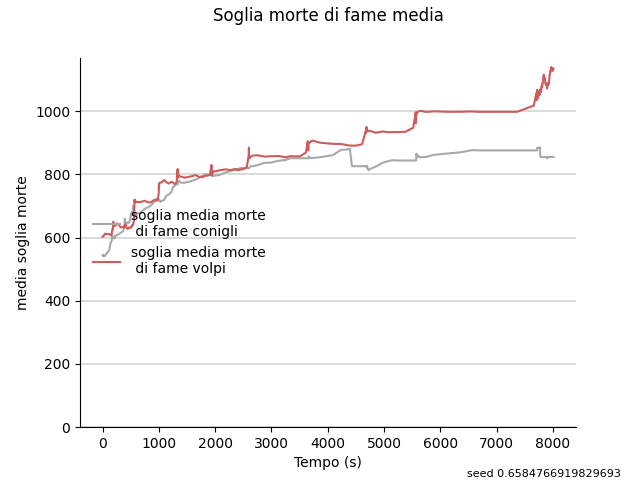 Soglia morte di fame media
media soglia morte
1000
800
600
400
200
0
soglia media morte
di fame conigli
soglia media morte
di fame volpi
0 1000 2000 3000 4000 5000 6000 7000 8000
Tempo (s)
seed 0.6584766919829693